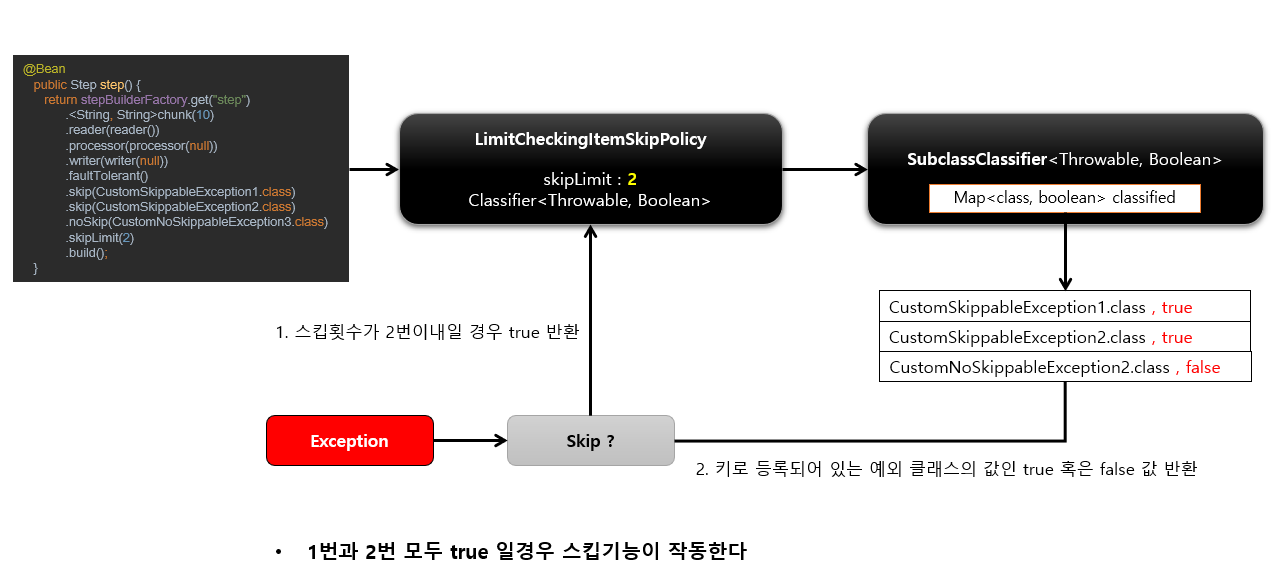 @Bean
public Step step() {
return stepBuilderFactory.get("step")
.<String, String>chunk(10)
.reader(reader())
.processor(processor(null))
.writer(writer(null))
.faultTolerant()
.skip(CustomSkippableException1.class)
.skip(CustomSkippableException2.class)
.noSkip(CustomNoSkippableException3.class)
.skipLimit(2)
.build();
}
LimitCheckingItemSkipPolicy
skipLimit : 2
Classifier<Throwable, Boolean>
SubclassClassifier<Throwable, Boolean>
Map<class, boolean> classified
CustomSkippableException1.class , true
CustomSkippableException2.class , true
CustomNoSkippableException2.class , false
1. 스킵횟수가 2번이내일 경우 true 반환
Exception
Skip ?
2. 키로 등록되어 있는 예외 클래스의 값인 true 혹은 false 값 반환
• 1번과 2번 모두 true 일경우 스킵기능이 작동한다